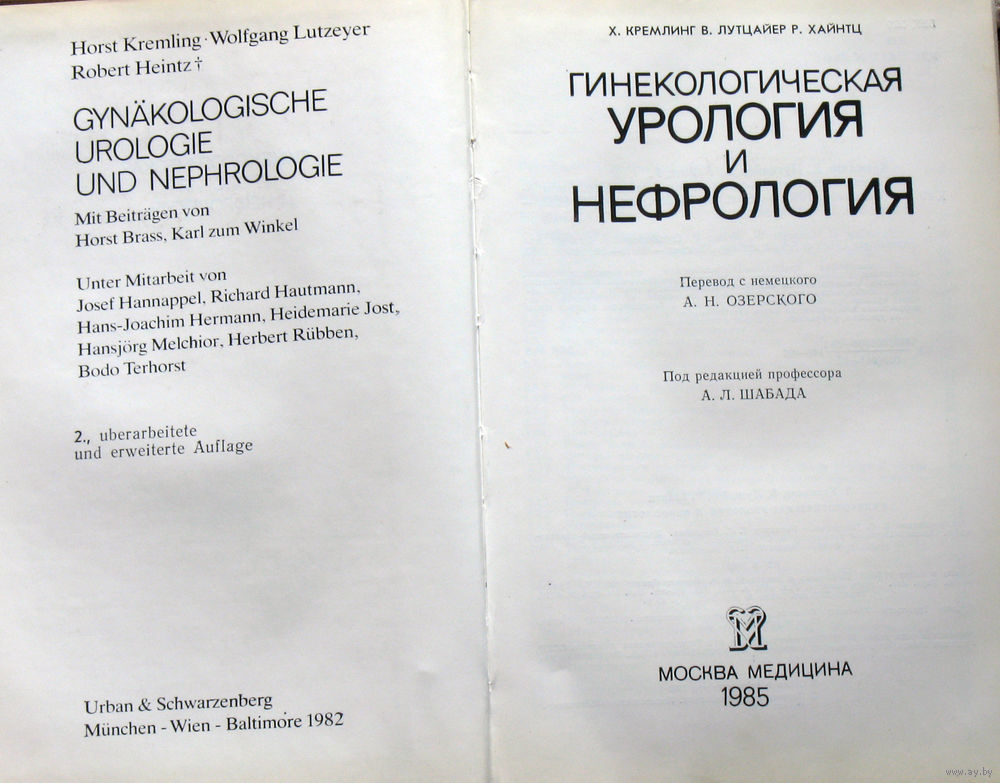 Horst Kremling · Wolfgang Lutzeyer
Robert Heintz †
GYNÄKOLOGISCHE
UROLOGIE
UND NEPHROLOGIE
Mit Beiträgen von
Horst Brass, Karl zum Winkel
Unter Mitarbeit von
Josef Hannappel, Richard Hautmann,
Hans-Joachim Hermann, Heidemarie Jost,
Hansjörg Melchior, Herbert Rübben,
Bodo Terhorst
2., uberarbeitete
und erweiterte Auflage
Urban & Schwarzenberg
München - Wien - Baltimore 1982
Х. КРЕМЛИНГ В. ЛУТЦАЙЕР Р. ХАЙНТЦ
ГИНЕКОЛОГИЧЕСКАЯ
УРОЛОГИЯ
И
НЕФРОЛОГИЯ
Перевод с немецкого
А. Н. ОЗЕРСКОГО
Под редакцией профессора
А. Л. ШАБАДА
М
МОСКВА МЕДИЦИНА
1985
www.ay.by